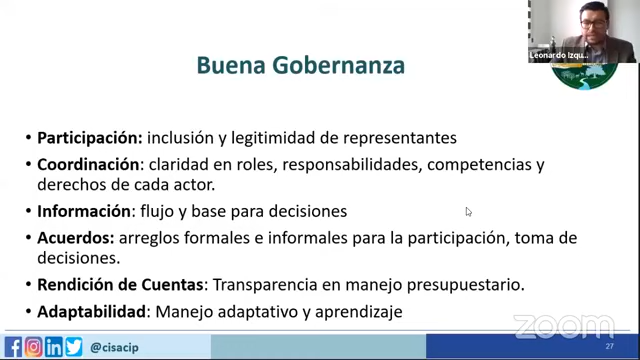 Leonardo Izqu...
Buena Gobernanza
• Participación: inclusión y legitimidad de representantes
• Coordinación: claridad en roles, responsabilidades, competencias y
derechos de cada actor.
• Información: flujo y base para decisiones
• Acuerdos: arreglos formales e informales para la participación, toma de
decisiones.
• Rendición de Cuentas: Transparencia en manejo presupuestario.
• Adaptabilidad: Manejo adaptativo y aprendizaje
zoom
@cisacip
27